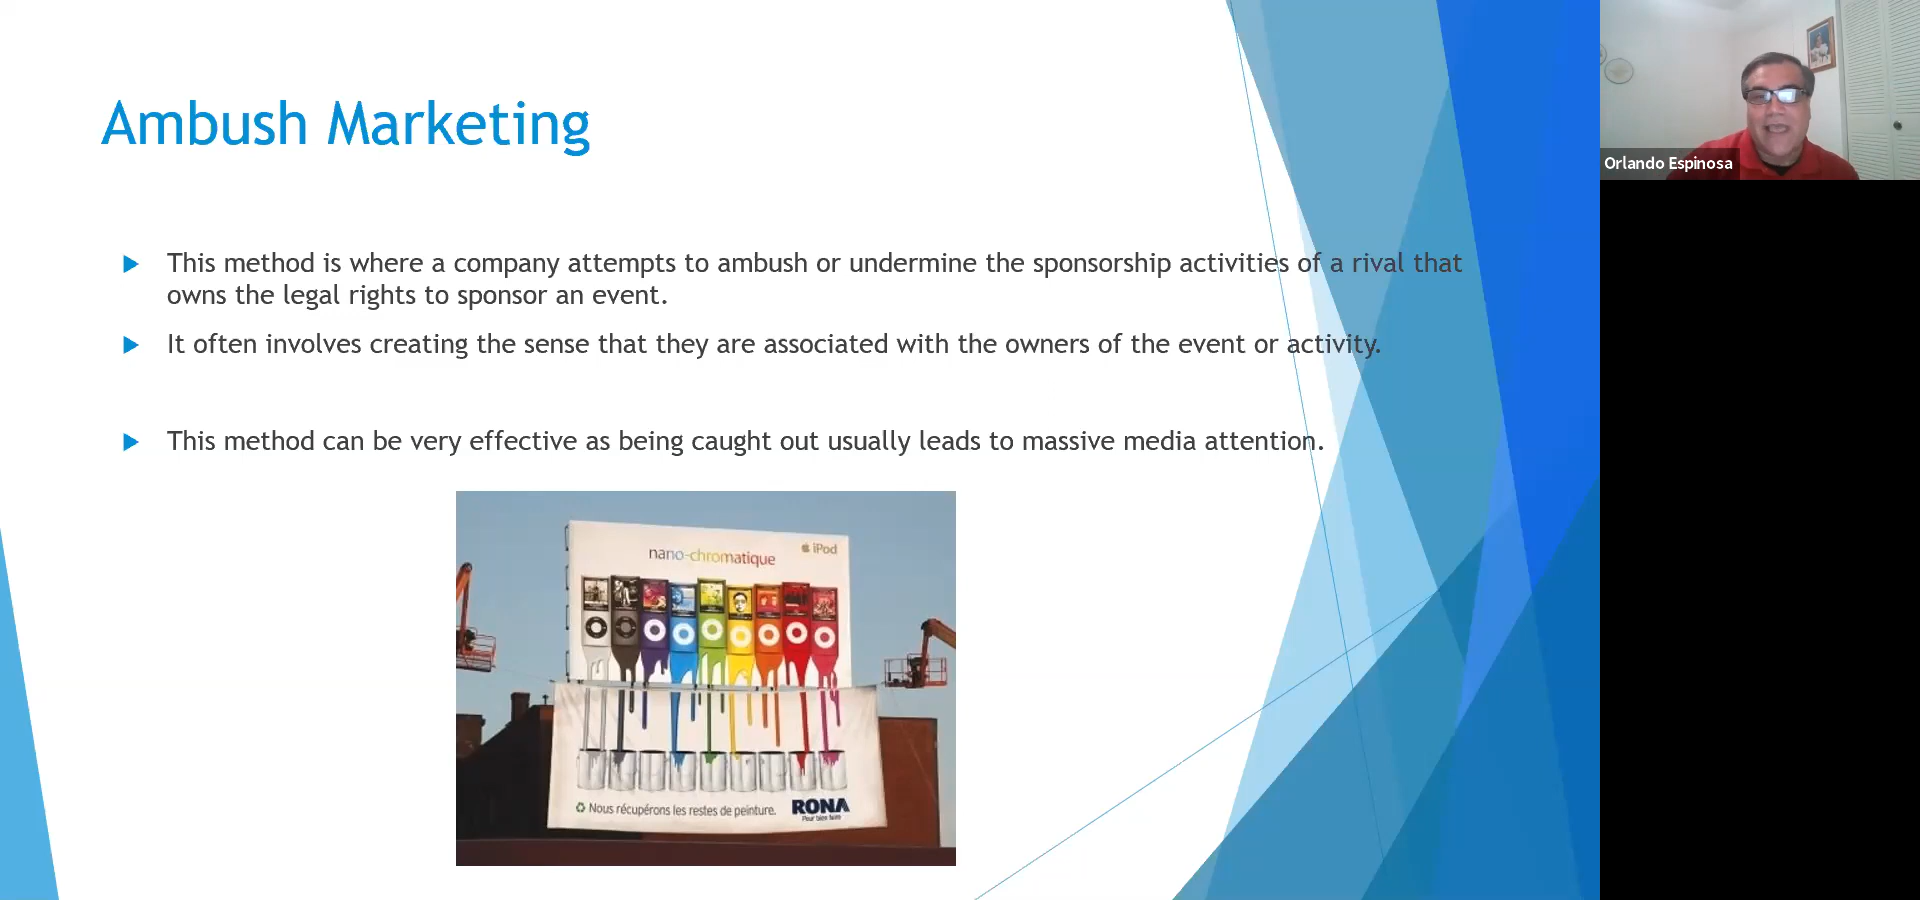 Ambush Marketing
This method is where a company attempts to ambush or undermine the sponsorship activities of a rival that
owns the legal rights to sponsor an event.
It often involves creating the sense that they are associated with the owners of the event or activity.
This method can be very effective as being caught out usually leads to massive media attention.
nano-chromatique
iPod
Nous récupérons les restes de peinture.
RONA
Pour bien faire
Orlando Espinosa